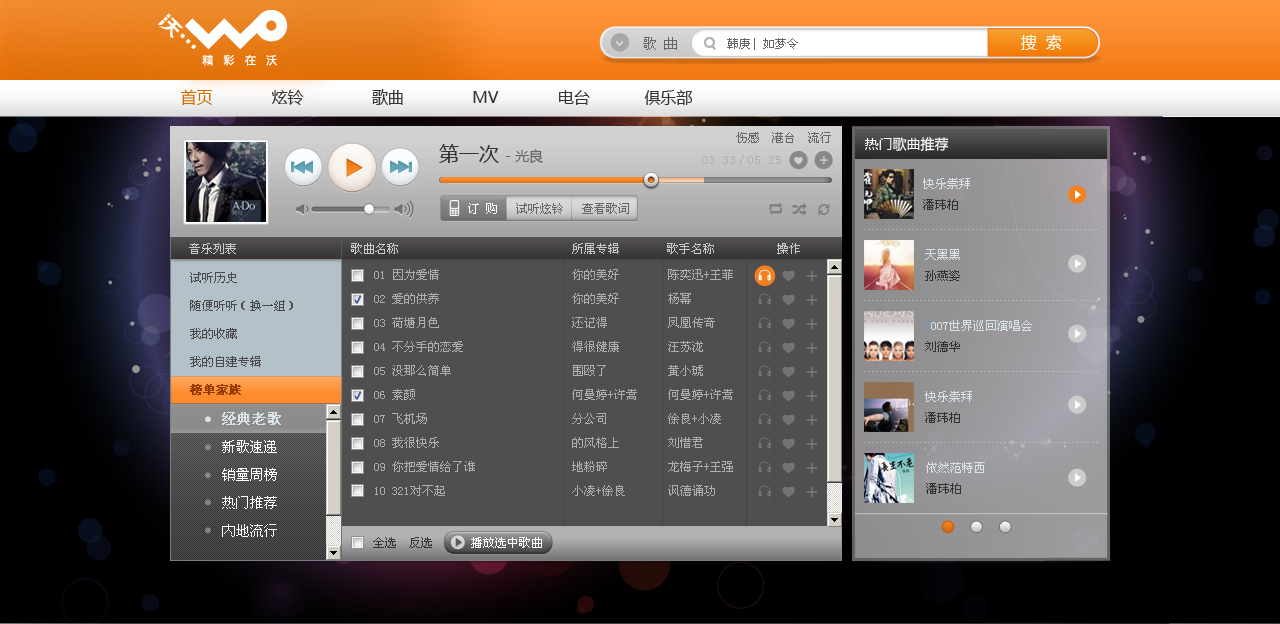 沃 WO
精彩在沃
歌曲 韩庚| 如梦令 搜索
首页 炫铃 歌曲 MV 电台 俱乐部
伤感 港台 流行
第一次 - 光良
03:33 / 05:25
A-Do
订购 试听炫铃 查看歌词
音乐列表
试听历史
随便听听(换一组)
我的收藏
我的自建专辑
榜单家族
经典老歌
新歌速递
销量周榜
热门推荐
内地流行
歌曲名称 所属专辑 歌手名称 操作
01 因为爱情 你的美好 陈奕迅+王菲
02 爱的供养 你的美好 杨幂
03 荷塘月色 还记得 凤凰传奇
04 不分手的恋爱 得很健康 汪苏泷
05 没那么简单 围殴了 黄小琥
06 素颜 何曼婷+许嵩 何曼婷+许嵩
07 飞机场 分公司 徐良+小凌
08 我很快乐 的风格上 刘惜君
09 你把爱情给了谁 地粉碎 龙梅子+王强
10 321对不起 小凌+徐良 讽德诵功
全选 反选 播放选中歌曲
热门歌曲推荐
快乐崇拜
潘玮柏
天黑黑
孙燕姿
007世界巡回演唱会
刘德华
快乐崇拜
潘玮柏
依然范特西
潘玮柏